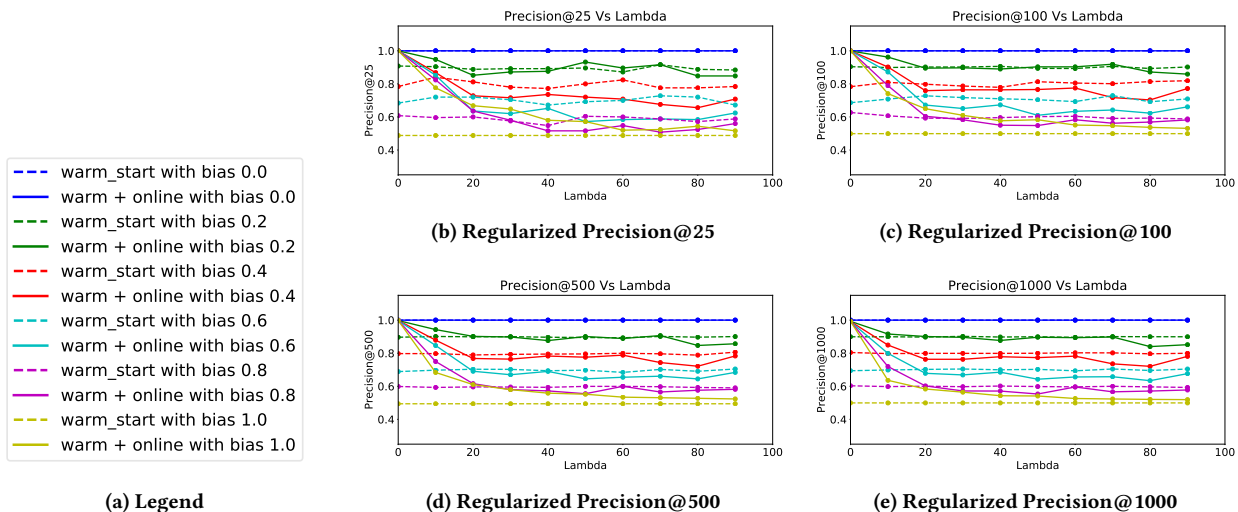 warm_start with bias 0.0
warm + online with bias 0.0
warm_start with bias 0.2
warm + online with bias 0.2
warm_start with bias 0.4
warm + online with bias 0.4
warm_start with bias 0.6
warm + online with bias 0.6
warm_start with bias 0.8
warm + online with bias 0.8
warm_start with bias 1.0
warm + online with bias 1.0
(a) Legend
Precision@25 Vs Lambda
Precision@25
1.0
0.8
0.6
0.4
0 20 40 60 80 100
Lambda
(b) Regularized Precision@25
Precision@100 Vs Lambda
Precision@100
1.0
0.8
0.6
0.4
0 20 40 60 80 100
Lambda
(c) Regularized Precision@100
Precision@500 Vs Lambda
Precision@500
1.0
0.8
0.6
0.4
0 20 40 60 80 100
Lambda
(d) Regularized Precision@500
Precision@1000 Vs Lambda
Precision@1000
1.0
0.8
0.6
0.4
0 20 40 60 80 100
Lambda
(e) Regularized Precision@1000